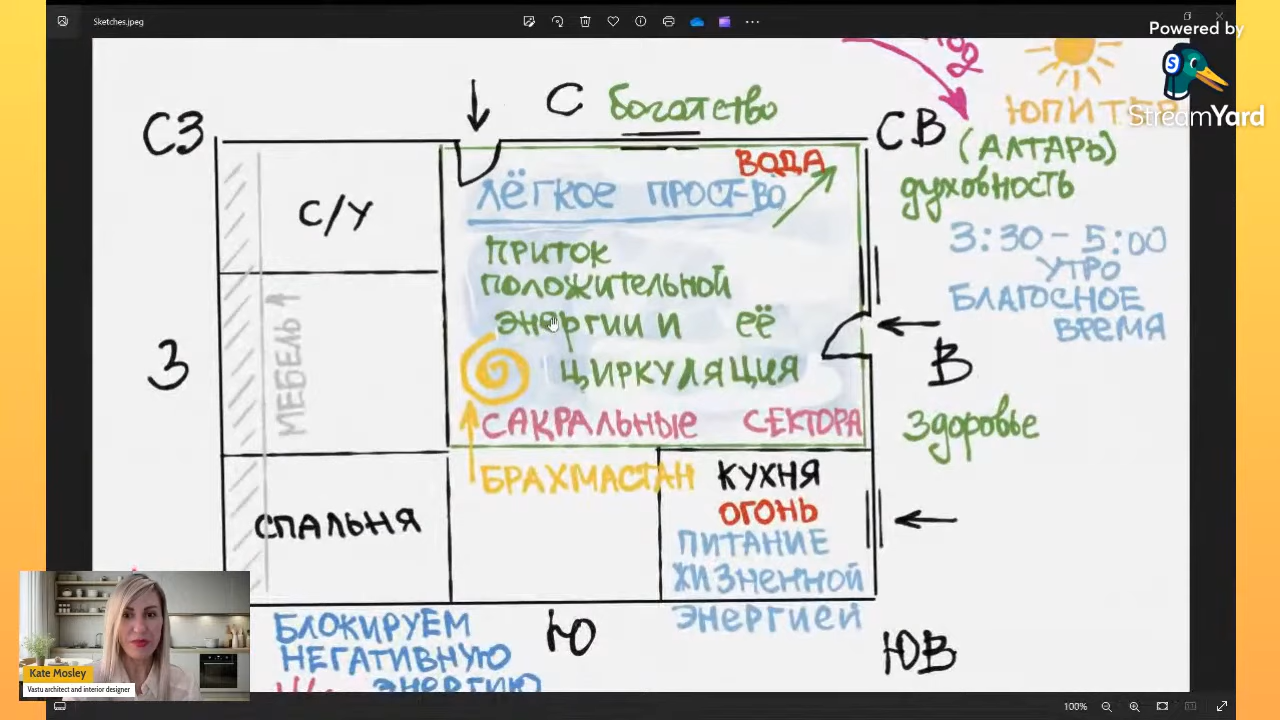 Sketches.jpeg
Powered by
StreamYard
С богатство
СЗ
СВ
ЮПИТЕР
(АЛТАРЬ)
духовность
3:30 - 5:00
УТРО
БЛАГОСНОЕ
ВРЕМЯ
С/У
ВОДА
ЛЁГКОЕ ПРОСТ-ВО
ПРИТОК
ПОЛОЖИТЕЛЬНОЙ
ЭНЕРГИИ И ЕЁ
ЦИРКУЛЯЦИЯ
САКРАЛЬНЫЕ СЕКТОРА
МЕБЕЛЬ
З
В
Здоровье
БРАХМАСТАН
КУХНЯ
ОГОНЬ
ПИТАНИЕ
ЖИЗНЕННОЙ
ЭНЕРГИЕЙ
СПАЛЬНЯ
БЛОКИРУЕМ
НЕГАТИВНУЮ
ЭНЕРГИЮ
Ю
ЮВ
Kate Mosley
Vastu architect and interior designer
100%